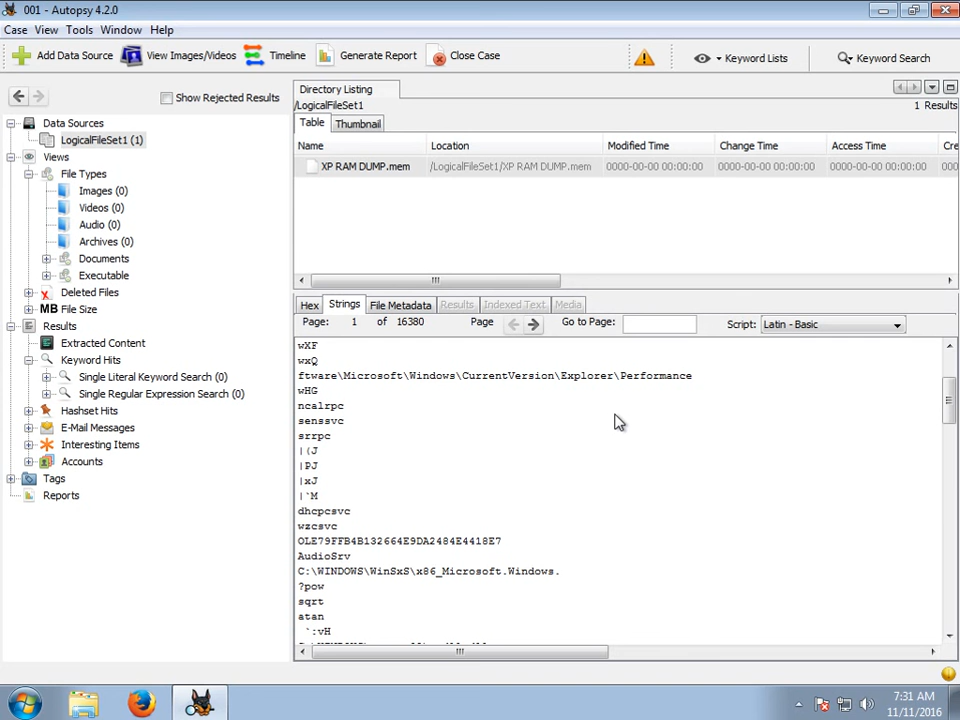 001 - Autopsy 4.2.0
Case View Tools Window Help
Add Data Source View Images/Videos Timeline Generate Report Close Case Keyword Lists Keyword Search
Show Rejected Results
Data Sources
LogicalFileSet1 (1)
Views
File Types
Images (0)
Videos (0)
Audio (0)
Archives (0)
Documents
Executable
Deleted Files
MB File Size
Results
Extracted Content
Keyword Hits
Single Literal Keyword Search (0)
Single Regular Expression Search (0)
Hashset Hits
E-Mail Messages
Interesting Items
Accounts
Tags
Reports
Directory Listing
/LogicalFileSet1
1 Results
Table Thumbnail
Name Location Modified Time Change Time Access Time Cre
XP RAM DUMP.mem /LogicalFileSet1/XP RAM DUMP.mem 0000-00-00 00:00:00 0000-00-00 00:00:00 0000-00-00 00:00:00 000
Hex Strings File Metadata Results Indexed Text Media
Page: 1 of 16380 Page Go to Page: Script: Latin - Basic
wXF
wxQ
ftware\Microsoft\Windows\CurrentVersion\Explorer\Performance
wHG
ncalrpc
senssvc
srrpc
|(J
|PJ
|xJ
|`M
dhcpcsvc
wzcsvc
OLE79FFB4B132664E9DA2484E4418E7
AudioSrv
C:\WINDOWS\WinSxS\x86_Microsoft.Windows.
?pow
sqrt
atan
`:vH
7:31 AM
11/11/2016